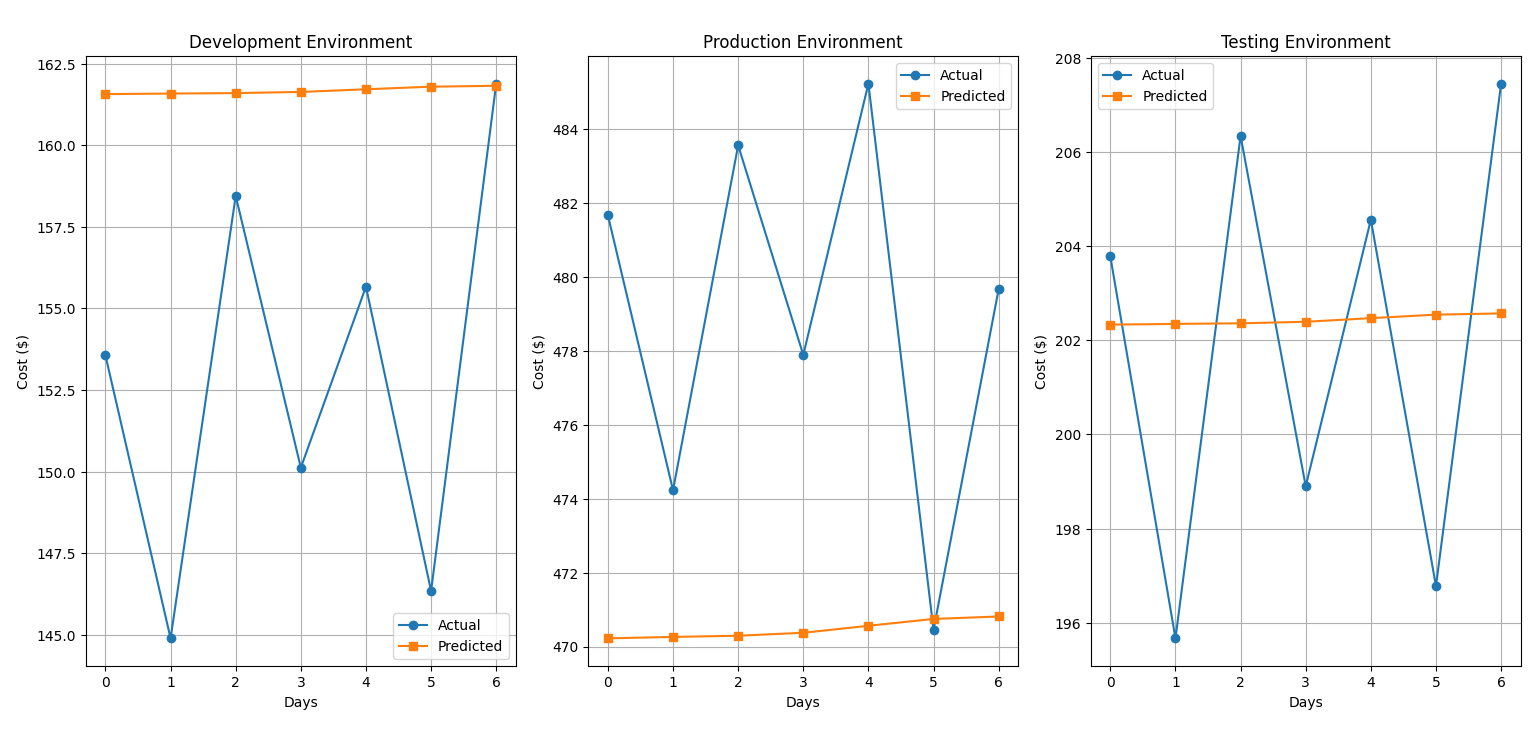 Development Environment
162.5
160.0
157.5
155.0
152.5
150.0
147.5
145.0
Cost ($)
0 1 2 3 4 5 6
Days
Actual
Predicted
Production Environment
484
482
480
478
476
474
472
470
Cost ($)
0 1 2 3 4 5 6
Days
Actual
Predicted
Testing Environment
208
206
204
202
200
198
196
Cost ($)
0 1 2 3 4 5 6
Days
Actual
Predicted